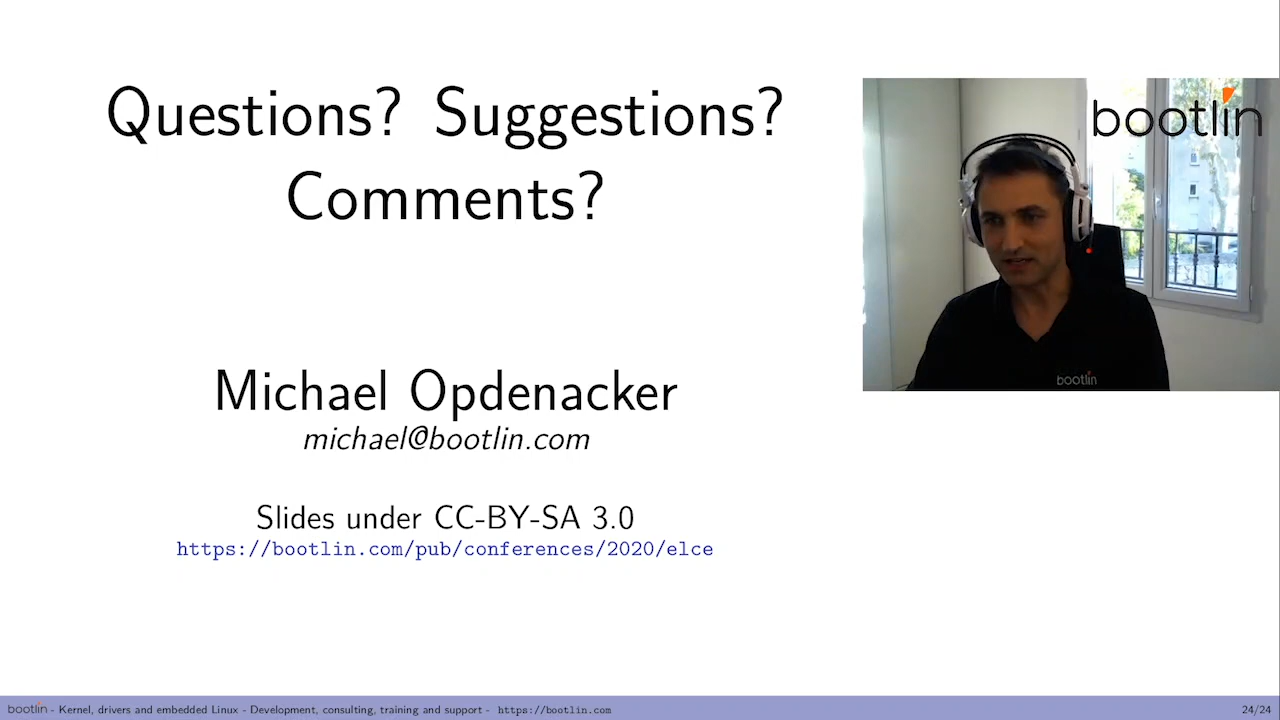 Questions? Suggestions?
Comments?
Michael Opdenacker
michael@bootlin.com
Slides under CC-BY-SA 3.0
https://bootlin.com/pub/conferences/2020/elce
bootlin
bootlin
bootlin - Kernel, drivers and embedded Linux - Development, consulting, training and support - https://bootlin.com
24/24